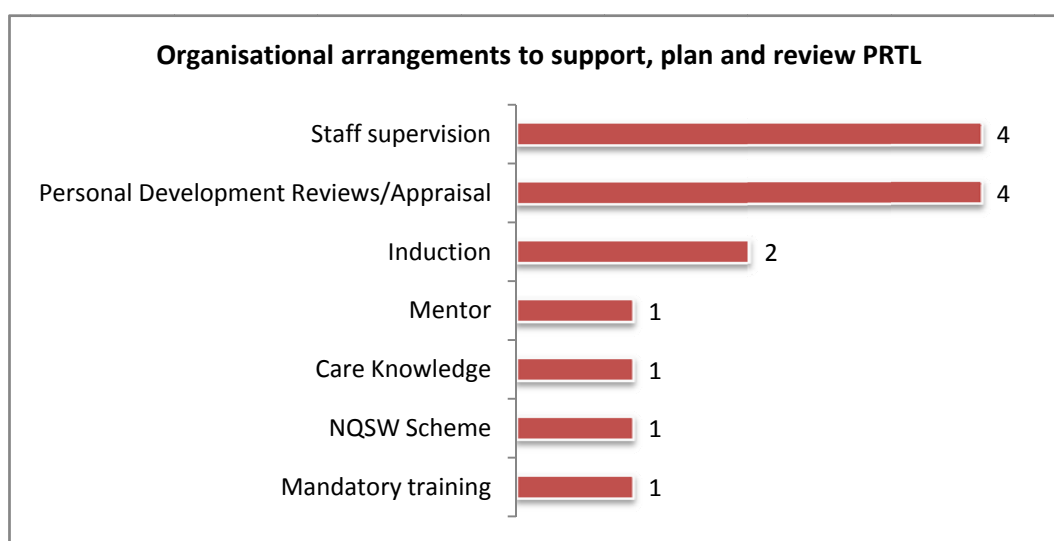 Organisational arrangements to support, plan and review PRTL
Staff supervision 4
Personal Development Reviews/Appraisal 4
Induction 2
Mentor 1
Care Knowledge 1
NQSW Scheme 1
Mandatory training 1